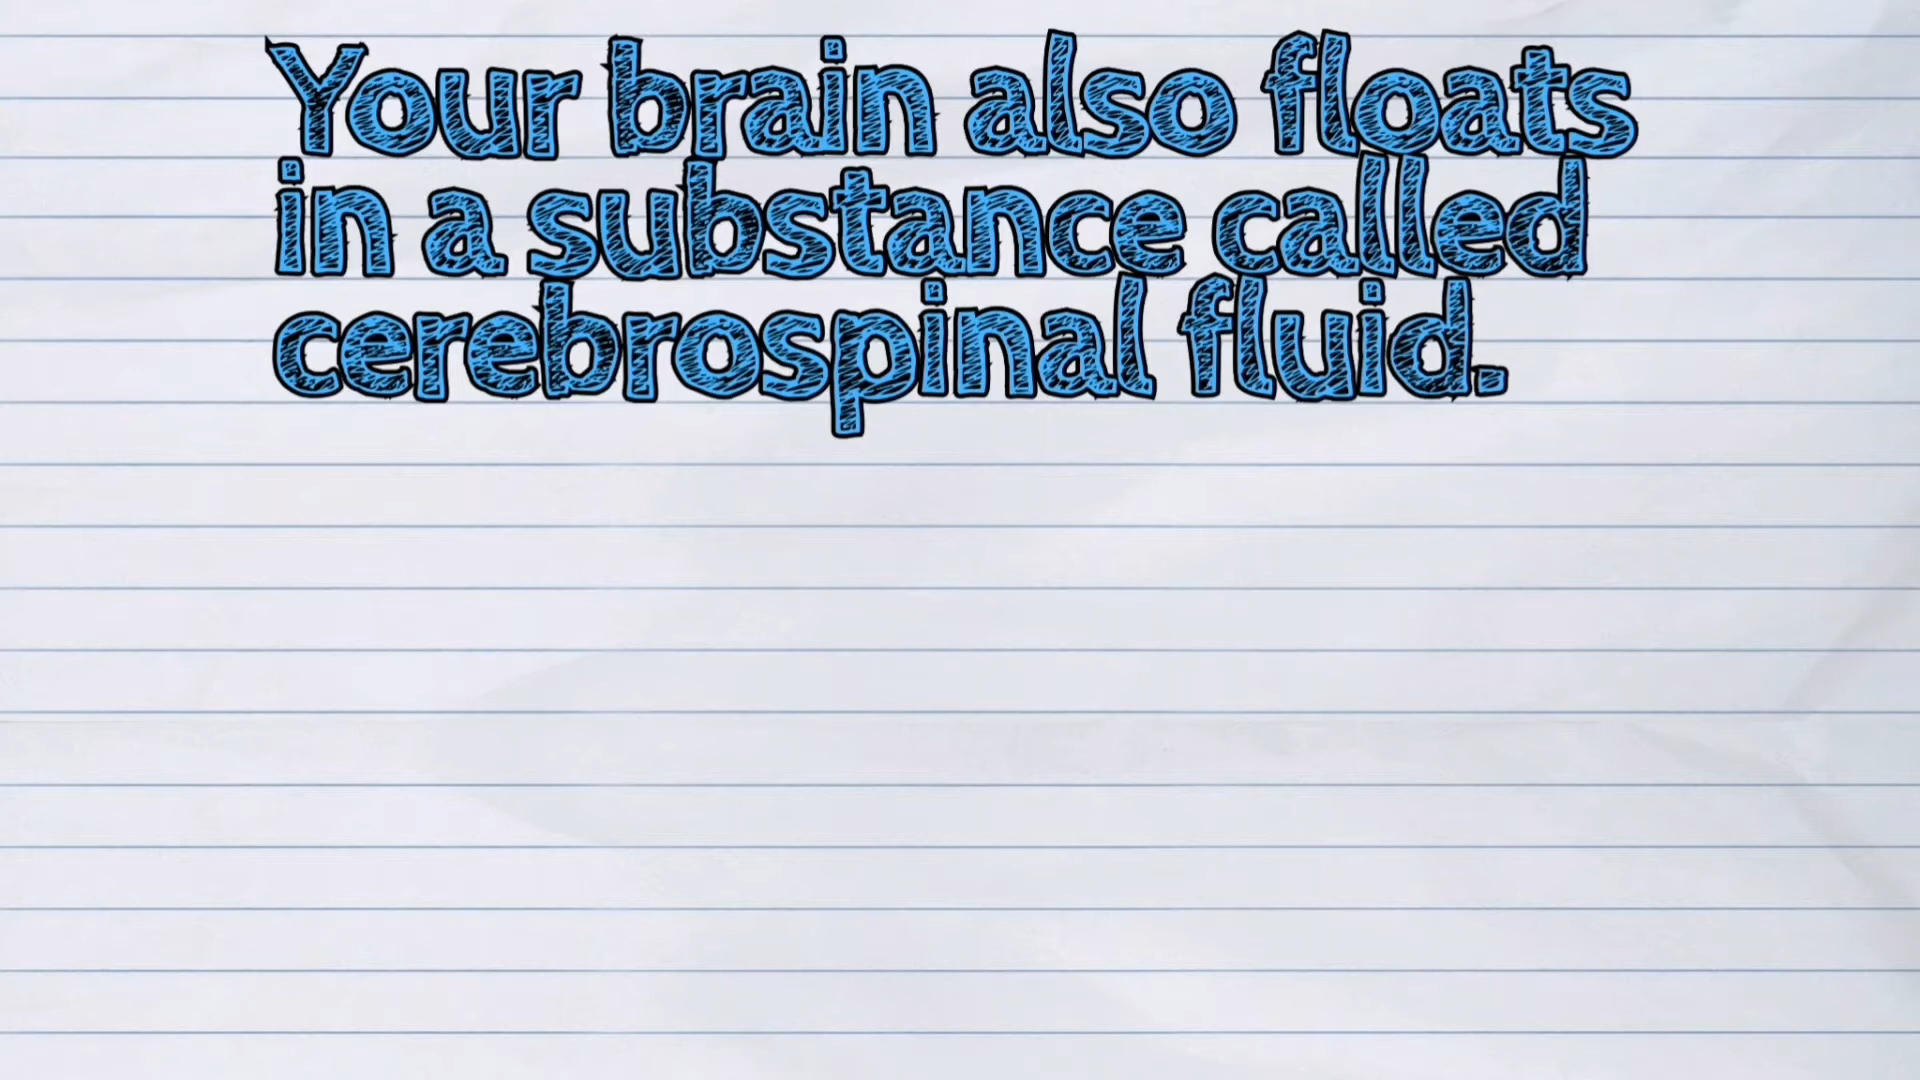 Your brain also floats
in a substance called
cerebrospinal fluid.